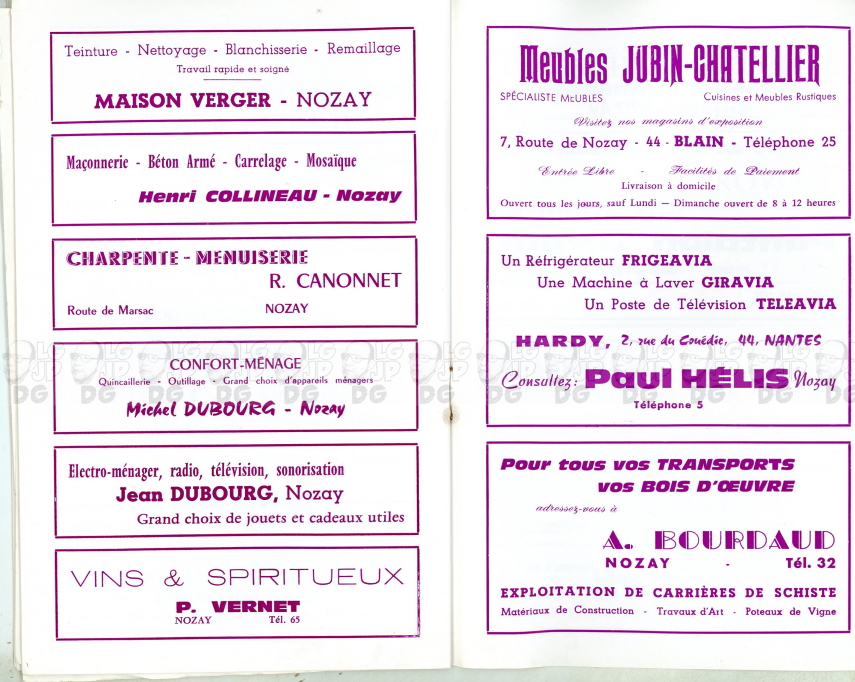 Teinture - Nettoyage - Blanchisserie - Remaillage
Travail rapide et soigné
MAISON VERGER - NOZAY
Maçonnerie - Béton Armé - Carrelage - Mosaïque
Henri COLLINEAU - Nozay
CHARPENTE - MENUISERIE
R. CANONNET
Route de Marsac NOZAY
CONFORT-MÉNAGE
Quincaillerie - Outillage - Grand choix d'appareils ménagers
Michel DUBOURG - Nozay
Electro-ménager, radio, télévision, sonorisation
Jean DUBOURG, Nozay
Grand choix de jouets et cadeaux utiles
VINS & SPIRITUEUX
P. VERNET
NOZAY Tél. 65
Meubles JUBIN-CHATELLIER
SPÉCIALISTE MEUBLES Cuisines et Meubles Rustiques
Visitez nos magasins d'exposition
7, Route de Nozay - 44 - BLAIN - Téléphone 25
Entrée Libre - Facilités de Paiement
Livraison à domicile
Ouvert tous les jours, sauf Lundi — Dimanche ouvert de 8 à 12 heures
Un Réfrigérateur FRIGEAVIA
Une Machine à Laver GIRAVIA
Un Poste de Télévision TELEAVIA
HARDY, 2, rue du Couédic, 44, NANTES
Consultez: Paul HÉLIS Nozay
Téléphone 5
Pour tous vos TRANSPORTS
vos BOIS D'ŒUVRE
adressez-vous à
A. BOURDAUD
NOZAY - Tél. 32
EXPLOITATION DE CARRIÈRES DE SCHISTE
Matériaux de Construction - Travaux d'Art - Poteaux de Vigne